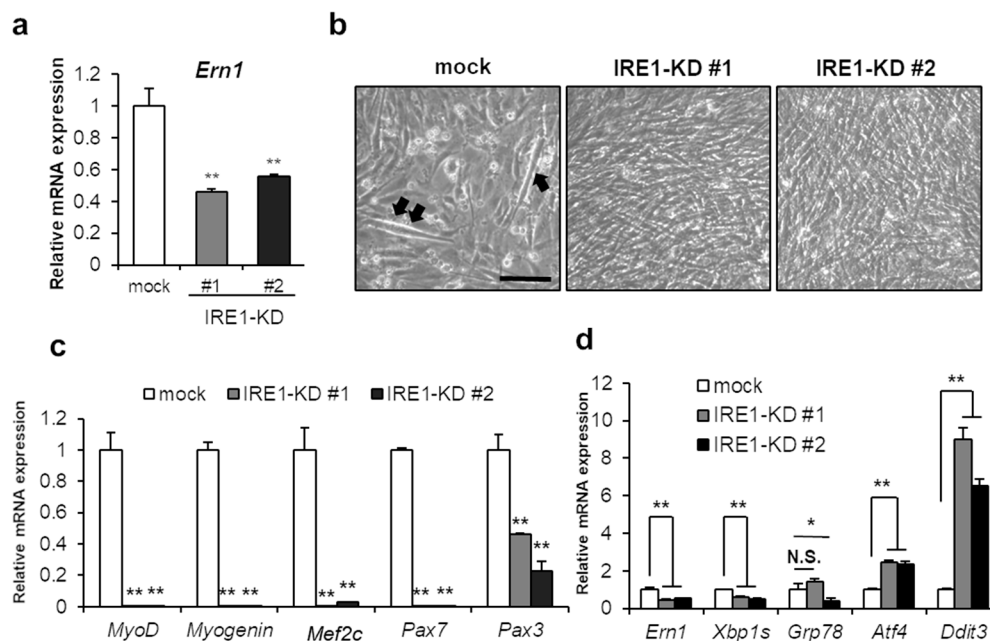 a
Ern1
Relative mRNA expression
1.2
1
0.8
0.6
0.4
0.2
0
**
**
mock
#1
#2
IRE1-KD
b
mock
IRE1-KD #1
IRE1-KD #2
c
mock
IRE1-KD #1
IRE1-KD #2
Relative mRNA expression
1.2
1
0.8
0.6
0.4
0.2
0
** **
** **
** **
** **
** **
MyoD
Myogenin
Mef2c
Pax7
Pax3
d
mock
IRE1-KD #1
IRE1-KD #2
Relative mRNA expression
12
10
8
6
4
2
0
**
**
N.S.
*
**
**
Ern1
Xbp1s
Grp78
Atf4
Ddit3